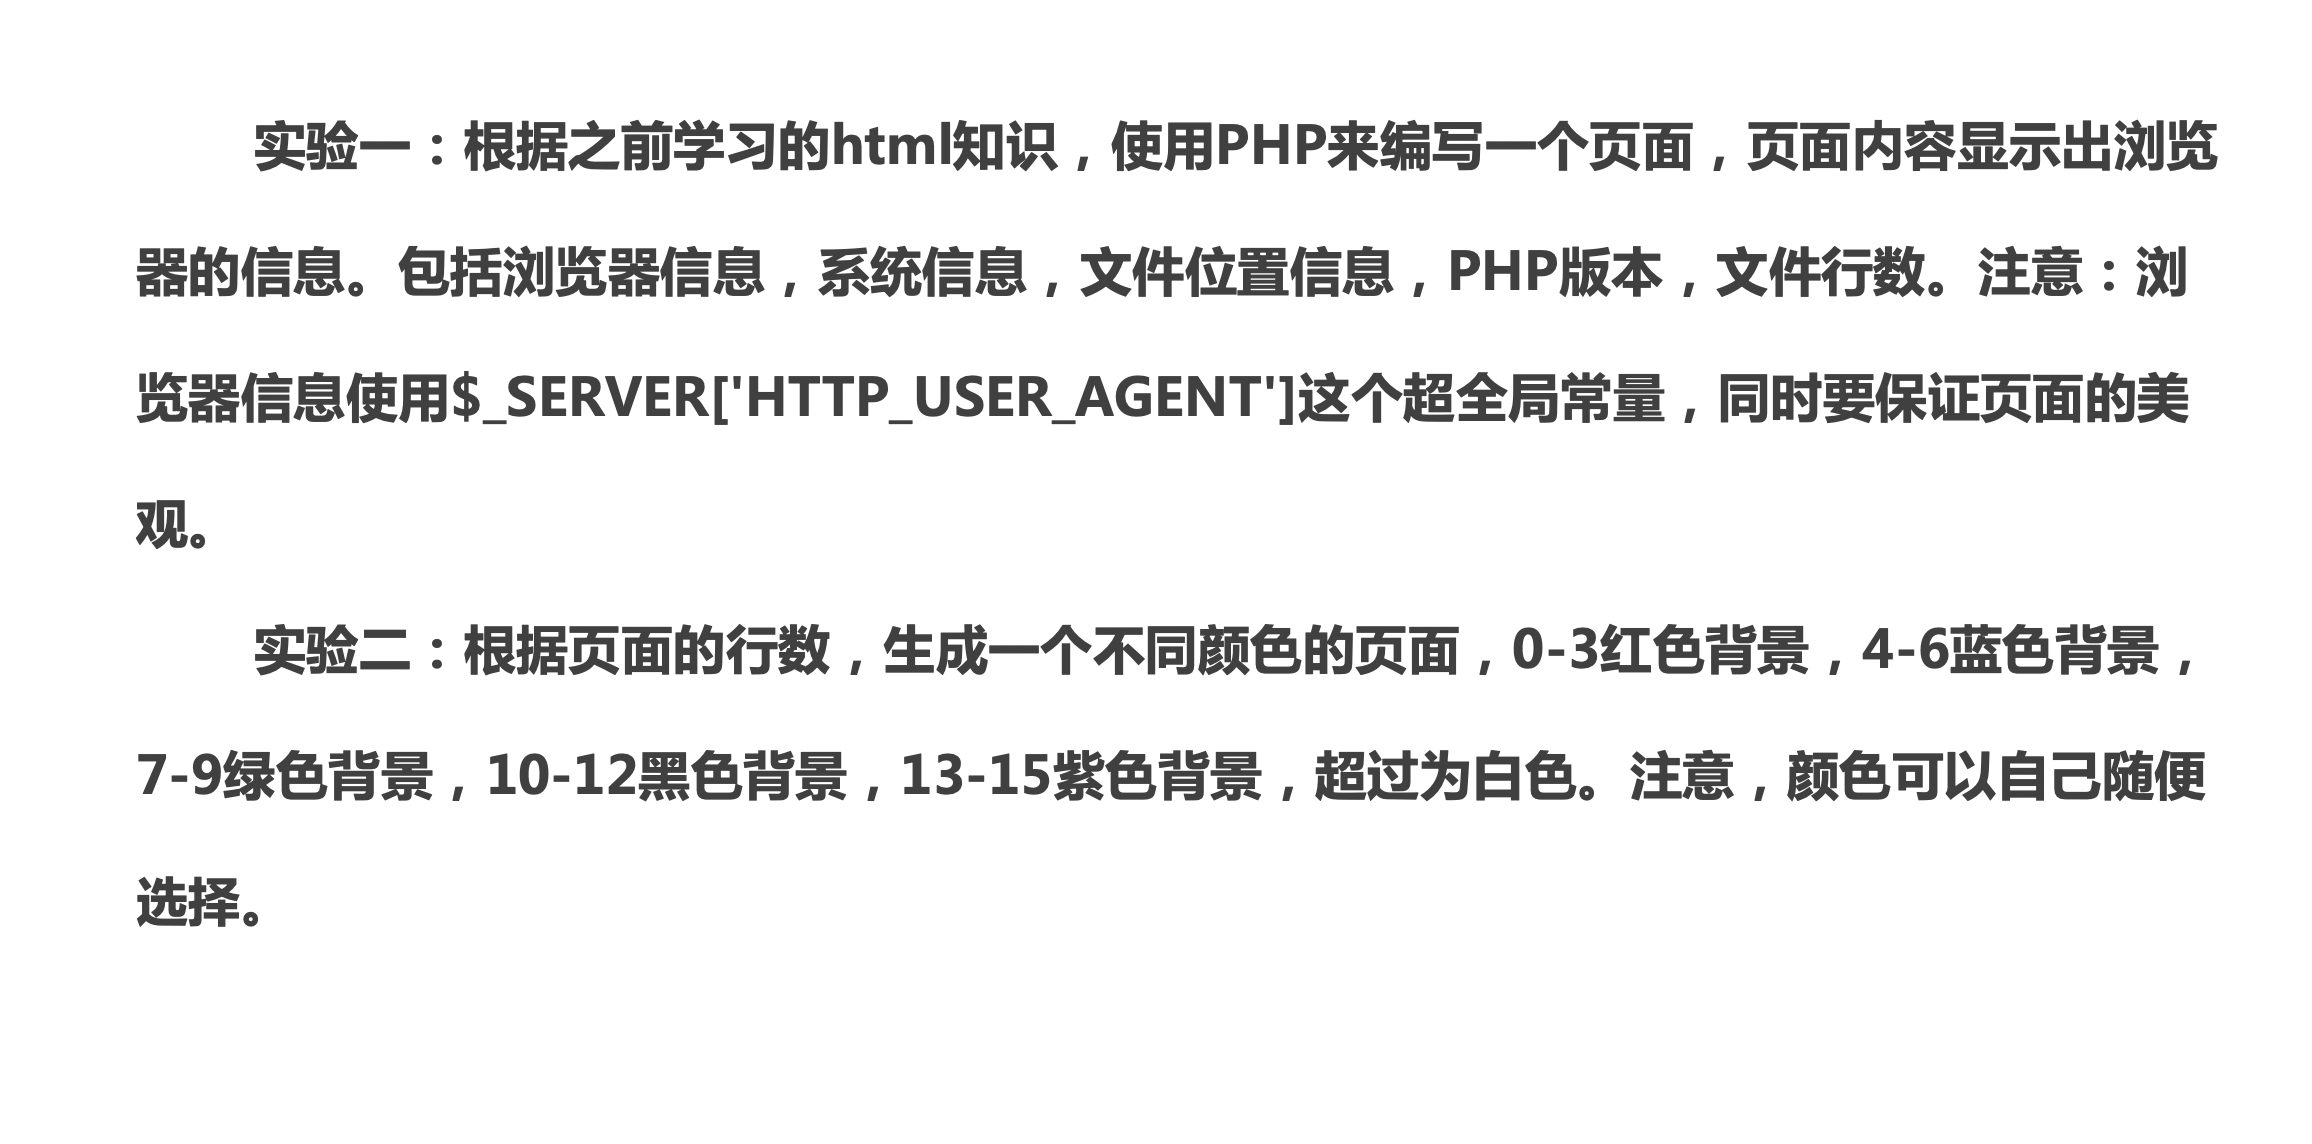 实验一：根据之前学习的html知识，使用PHP来编写一个页面，页面内容显示出浏览
器的信息。包括浏览器信息，系统信息，文件位置信息，PHP版本，文件行数。注意：浏
览器信息使用$_SERVER['HTTP_USER_AGENT']这个超全局常量，同时要保证页面的美
观。
实验二：根据页面的行数，生成一个不同颜色的页面，0-3红色背景，4-6蓝色背景，
7-9绿色背景，10-12黑色背景，13-15紫色背景，超过为白色。注意，颜色可以自己随便
选择。